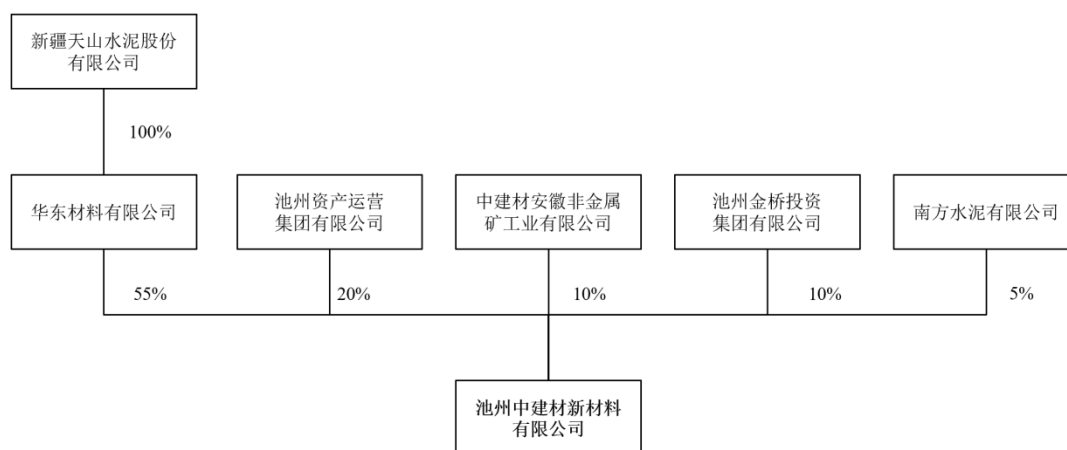 新疆天山水泥股份
有限公司
100%
华东材料有限公司
池州资产运营
集团有限公司
中建材安徽非金属
矿工业有限公司
池州金桥投资
集团有限公司
南方水泥有限公司
55%
20%
10%
10%
5%
池州中建材新材料
有限公司